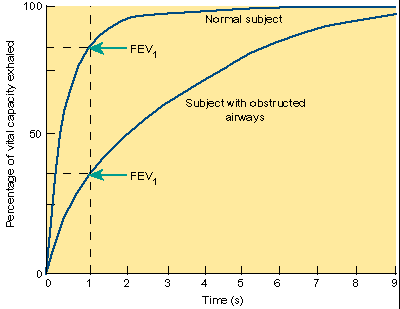 100
Normal subject
FEV1
Percentage of vital capacity exhaled
Subject with obstructed
airways
50
FEV1
0
0 1 2 3 4 5 6 7 8 9
Time (s)